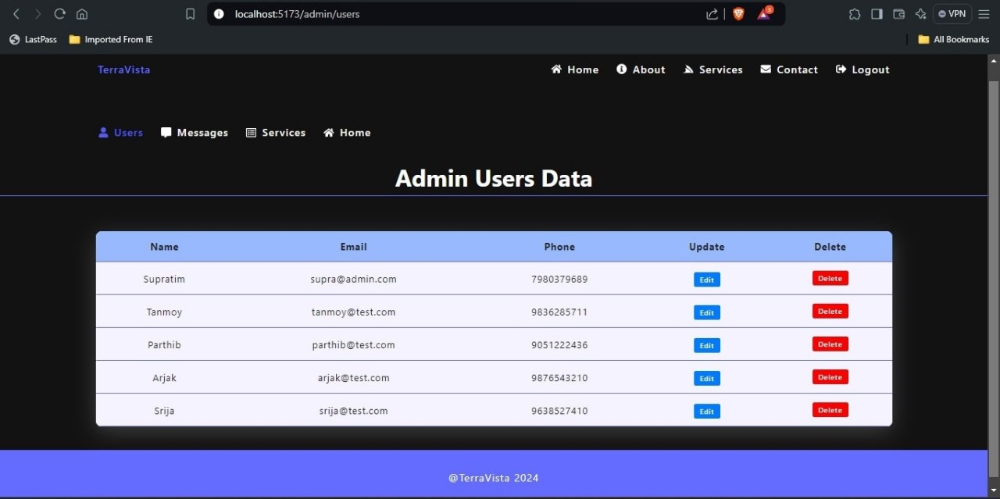 localhost:5173/admin/users
VPN
LastPass Imported From IE All Bookmarks
TerraVista Home About Services Contact Logout
Users Messages Services Home
Admin Users Data
Name Email Phone Update Delete
Supratim supra@admin.com 7980379689 Edit Delete
Tanmoy tanmoy@test.com 9836285711 Edit Delete
Parthib parthib@test.com 9051222436 Edit Delete
Arjak arjak@test.com 9876543210 Edit Delete
Srija srija@test.com 9638527410 Edit Delete
@TerraVista 2024